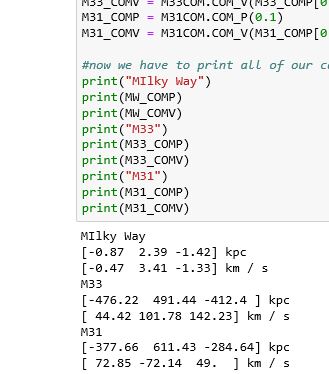 M33_COMV = M33COM.COM_V(M33_COMP[0
M31_COMP = M31COM.COM_P(0.1)
M31_COMV = M31COM.COM_V(M31_COMP[0
#now we have to print all of our c
print("MIlky Way")
print(MW_COMP)
print(MW_COMV)
print("M33")
print(M33_COMP)
print(M33_COMV)
print("M31")
print(M31_COMP)
print(M31_COMV)
MIlky Way
[-0.87 2.39 -1.42] kpc
[-0.47 3.41 -1.33] km / s
M33
[-476.22 491.44 -412.4 ] kpc
[ 44.42 101.78 142.23] km / s
M31
[-377.66 611.43 -284.64] kpc
[ 72.85 -72.14 49. ] km / s